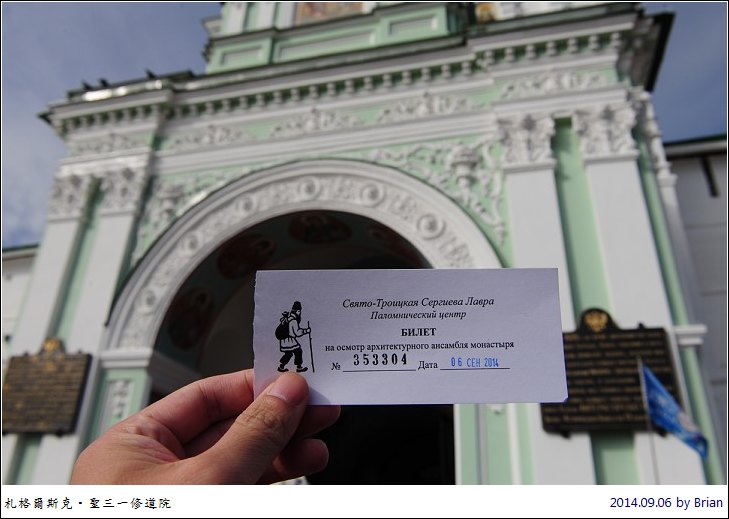 Свято-Троицкая Сергиева Лавра
Паломнический центр
БИЛЕТ
на осмотр архитектурного ансамбля монастыря
№ 353304 Дата 06 СЕН 2014
札格爾斯克·聖三一修道院
2014.09.06 by Brian